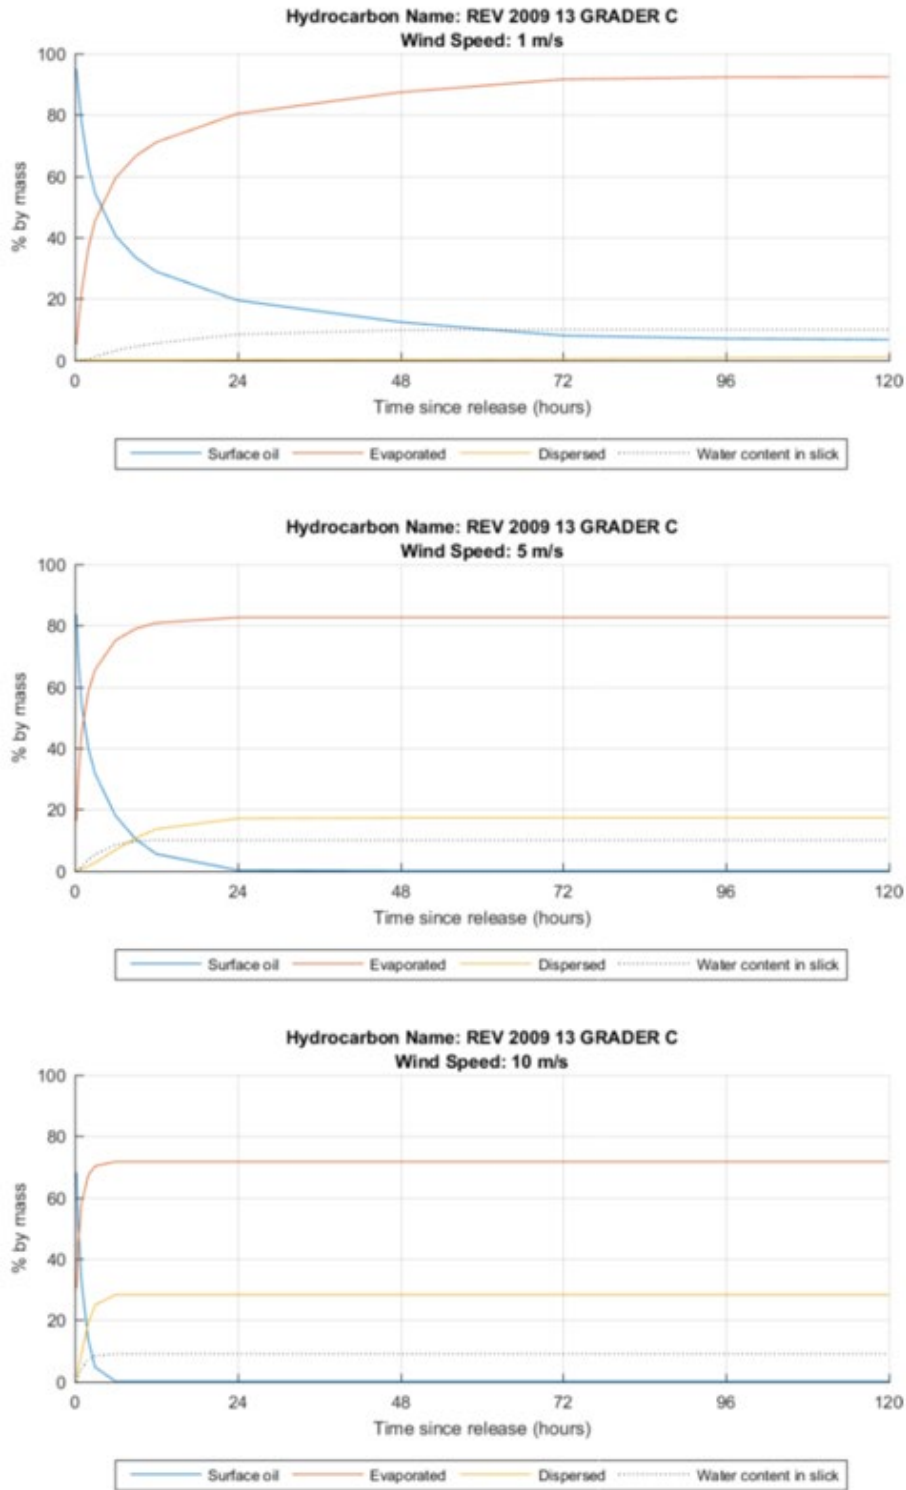 Hydrocarbon Name: REV 2009 13 GRADER C
Wind Speed: 1 m/s
100
80
60
40
20
0
% by mass
0 24 48 72 96 120
Time since release (hours)
Surface oil Evaporated Dispersed Water content in slick
Hydrocarbon Name: REV 2009 13 GRADER C
Wind Speed: 5 m/s
100
80
60
40
20
0
% by mass
0 24 48 72 96 120
Time since release (hours)
Surface oil Evaporated Dispersed Water content in slick
Hydrocarbon Name: REV 2009 13 GRADER C
Wind Speed: 10 m/s
100
80
60
40
20
0
% by mass
0 24 48 72 96 120
Time since release (hours)
Surface oil Evaporated Dispersed Water content in slick